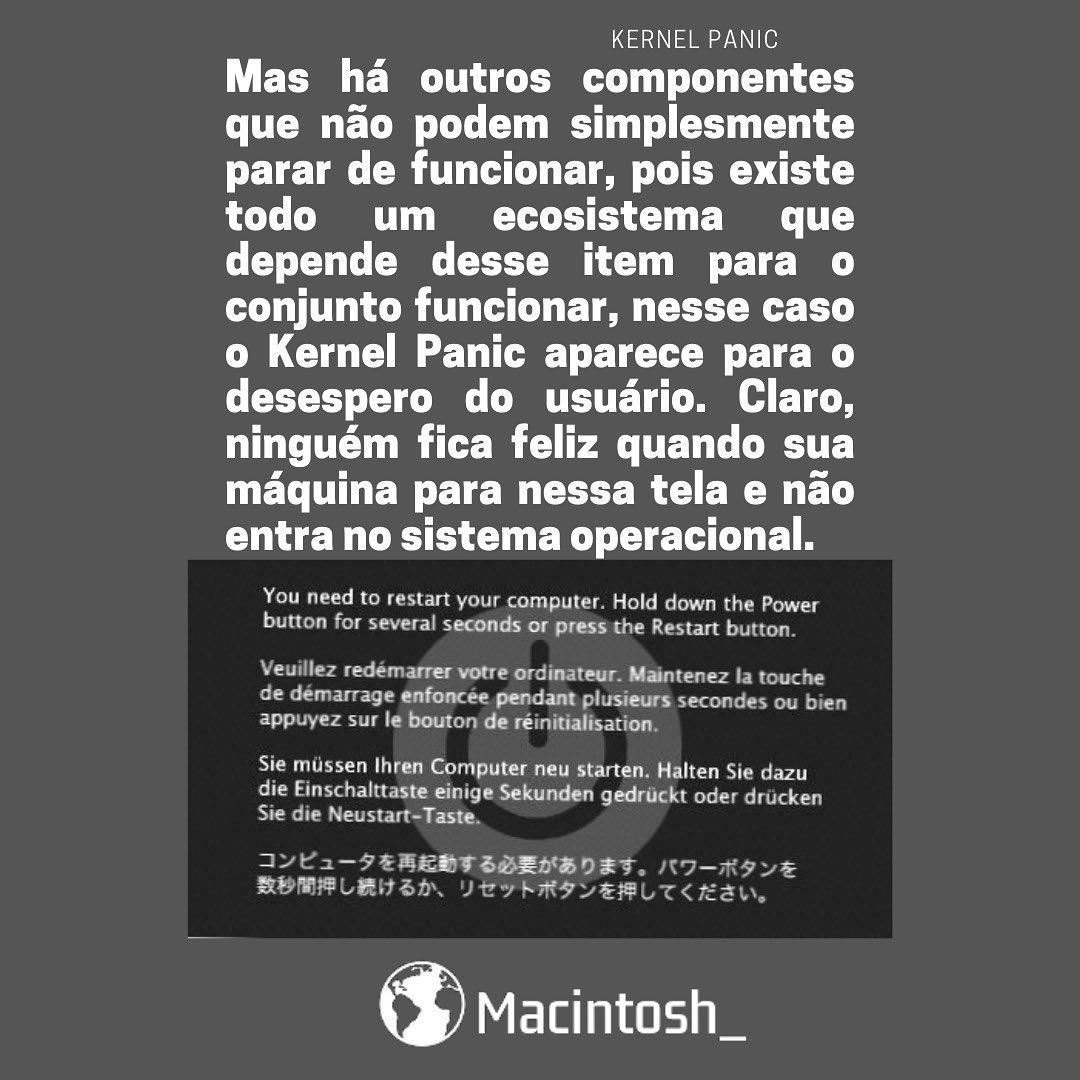 KERNEL PANIC
Mas há outros componentes
que não podem simplesmente
parar de funcionar, pois existe
todo um ecosistema que
depende desse item para o
conjunto funcionar, nesse caso
o Kernel Panic aparece para o
desespero do usuário. Claro,
ninguém fica feliz quando sua
máquina para nessa tela e não
entra no sistema operacional.
You need to restart your computer. Hold down the Power
button for several seconds or press the Restart button.
Veuillez redémarrer votre ordinateur. Maintenez la touche
de démarrage enfoncée pendant plusieurs secondes ou bien
appuyez sur le bouton de réinitialisation.
Sie müssen Ihren Computer neu starten. Halten Sie dazu
die Einschalttaste einige Sekunden gedrückt oder drücken
Sie die Neustart-Taste.
コンピュータを再起動する必要があります。パワーボタンを
数秒間押し続けるか、リセットボタンを押してください。
Macintosh_